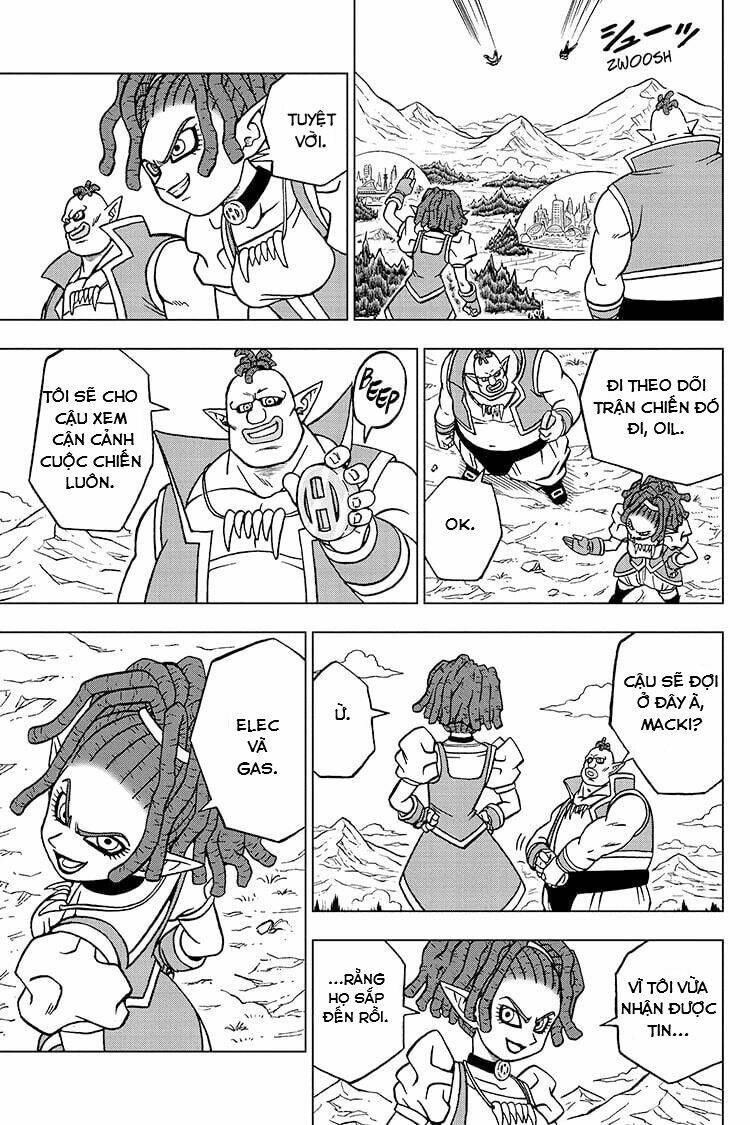 シューッ
ZWOOSH
TUYỆT
VỜI.
ĐI THEO DÕI
TRẬN CHIẾN ĐÓ
ĐI, OIL.
OK.
BEEP
TÔI SẼ CHO
CẬU XEM
CẬN CẢNH
CUỘC CHIẾN
LUÔN.
CẬU SẼ ĐỢI
Ở ĐÂY À,
MACKI?
Ừ.
VÌ TÔI VỪA
NHẬN ĐƯỢC
TIN...
...RẰNG
HỌ SẮP
ĐẾN RỒI.
ELEC
VÀ
GAS.